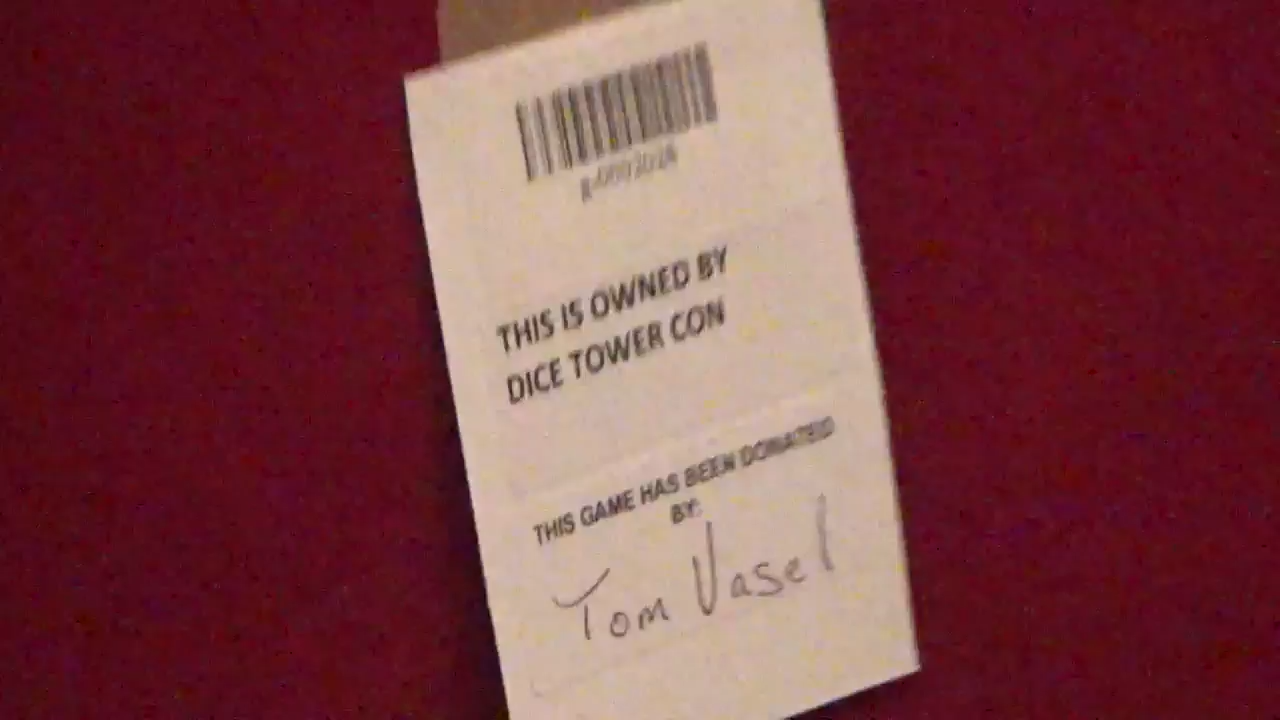 THIS IS OWNED BY
DICE TOWER CON
THIS GAME HAS BEEN DONATED
BY:
Tom Vasel